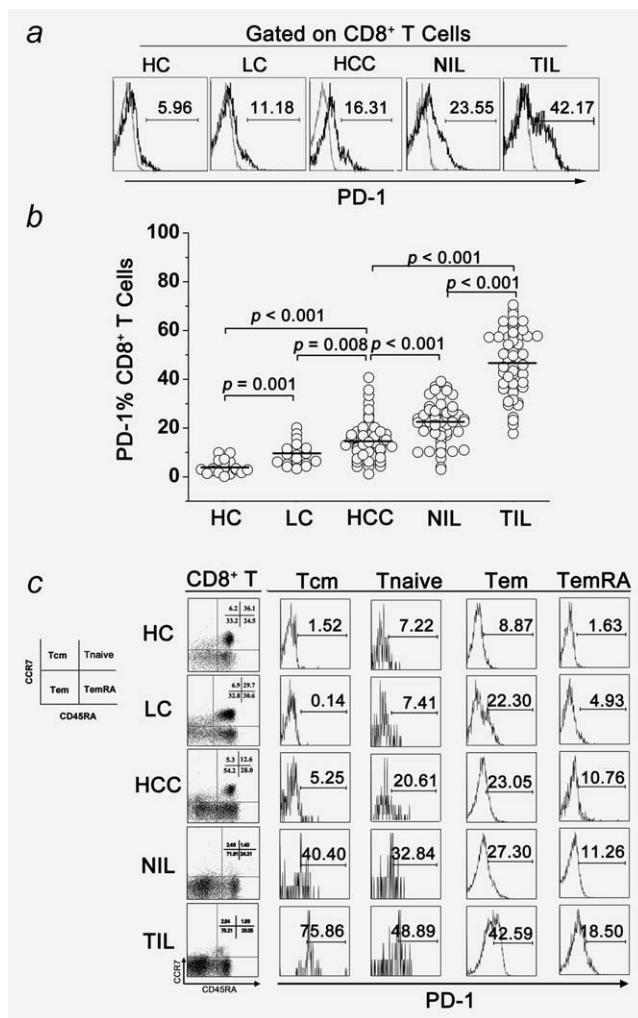 a
Gated on CD8+ T Cells
HC LC HCC NIL TIL
5.96 11.18 16.31 23.55 42.17
PD-1
b
PD-1% CD8+ T Cells
100
80
60
40
20
0
p < 0.001
p < 0.001
p < 0.001
p = 0.008 p < 0.001
p = 0.001
HC LC HCC NIL TIL
c
CD8+ T Tcm Tnaive Tem TemRA
CCR7
Tcm Tnaive
Tem TemRA
CD45RA
HC
6.2 36.1
33.2 24.5
1.52 7.22 8.87 1.63
LC
6.9 29.7
32.8 30.6
0.14 7.41 22.30 4.93
HCC
5.3 12.6
54.2 28.0
5.25 20.61 23.05 10.76
NIL
40.40 32.84 27.30 11.26
TIL
75.86 48.89 42.59 18.50
CCR7
CD45RA
PD-1